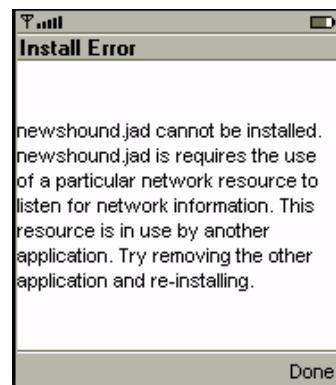 Install Error
newshound.jad cannot be installed.
newshound.jad is requires the use
of a particular network resource to
listen for network information. This
resource is in use by another
application. Try removing the other
application and re-installing.
Done